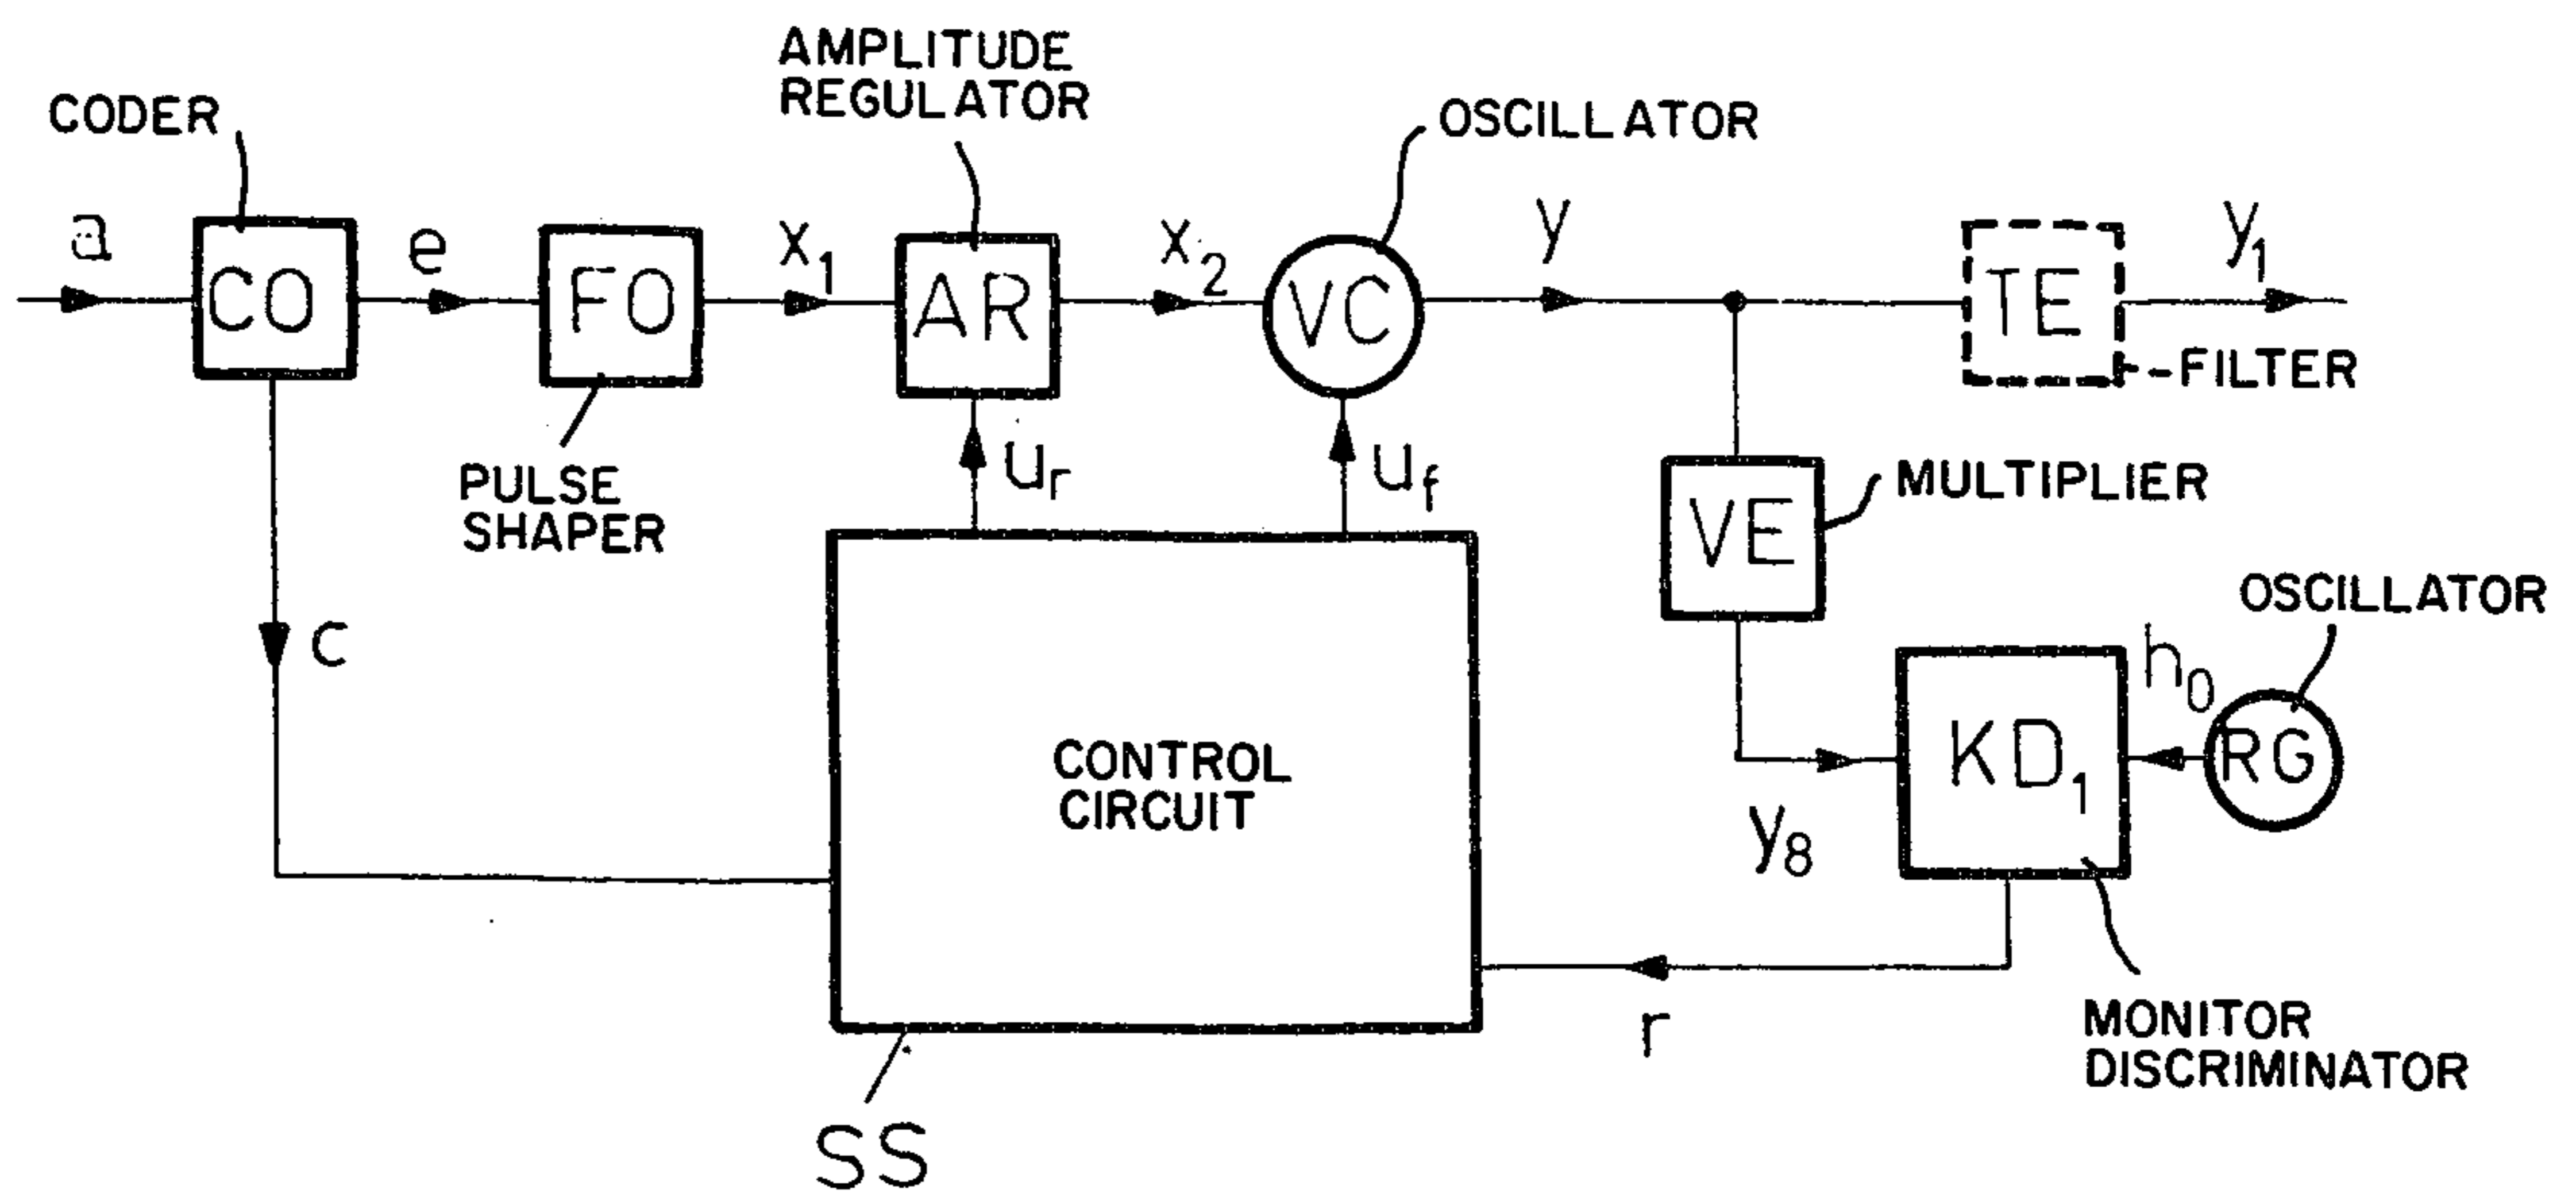 AMPLITUDE
REGULATOR
CODER
OSCILLATOR
a
CO
e
FO
x₁
AR
x₂
VC
y
TE
y₁
FILTER
PULSE
SHAPER
uᵣ
u_f
MULTIPLIER
VE
OSCILLATOR
c
h₀
CONTROL
CIRCUIT
KD₁
RG
y₈
r
MONITOR
DISCRIMINATOR
SS